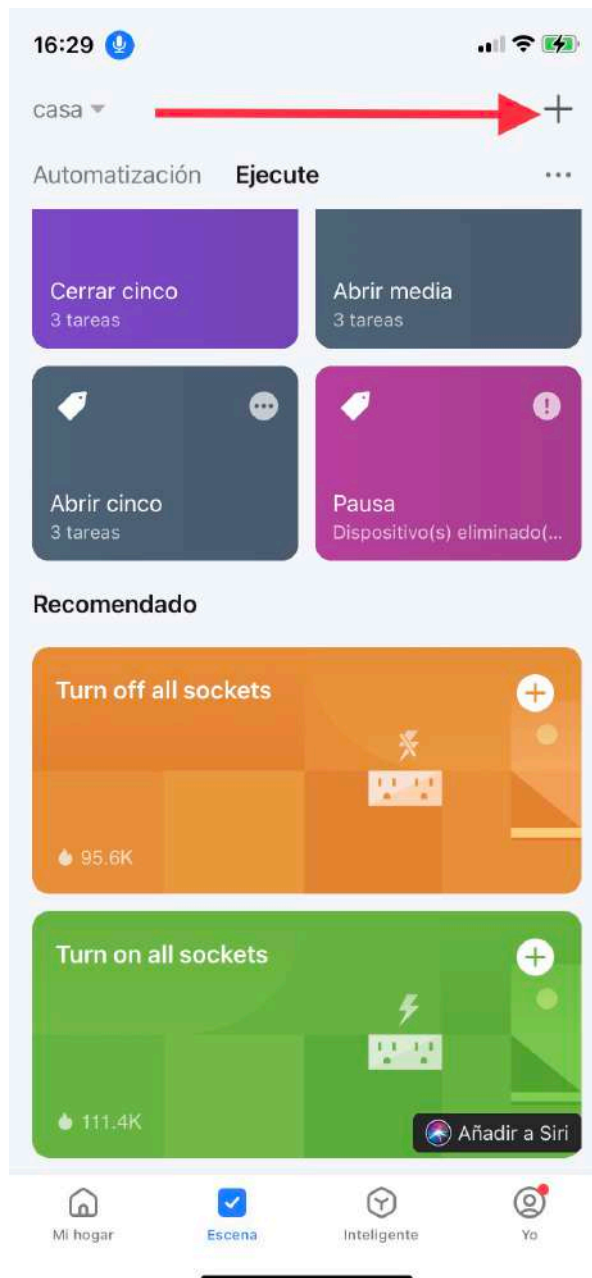 16:29
casa
Automatización Ejecute
Cerrar cinco
3 tareas
Abrir media
3 tareas
Abrir cinco
3 tareas
Pausa
Dispositivo(s) eliminado(...
Recomendado
Turn off all sockets
95.6K
Turn on all sockets
111.4K
Añadir a Siri
Mi hogar
Escena
Inteligente
Yo